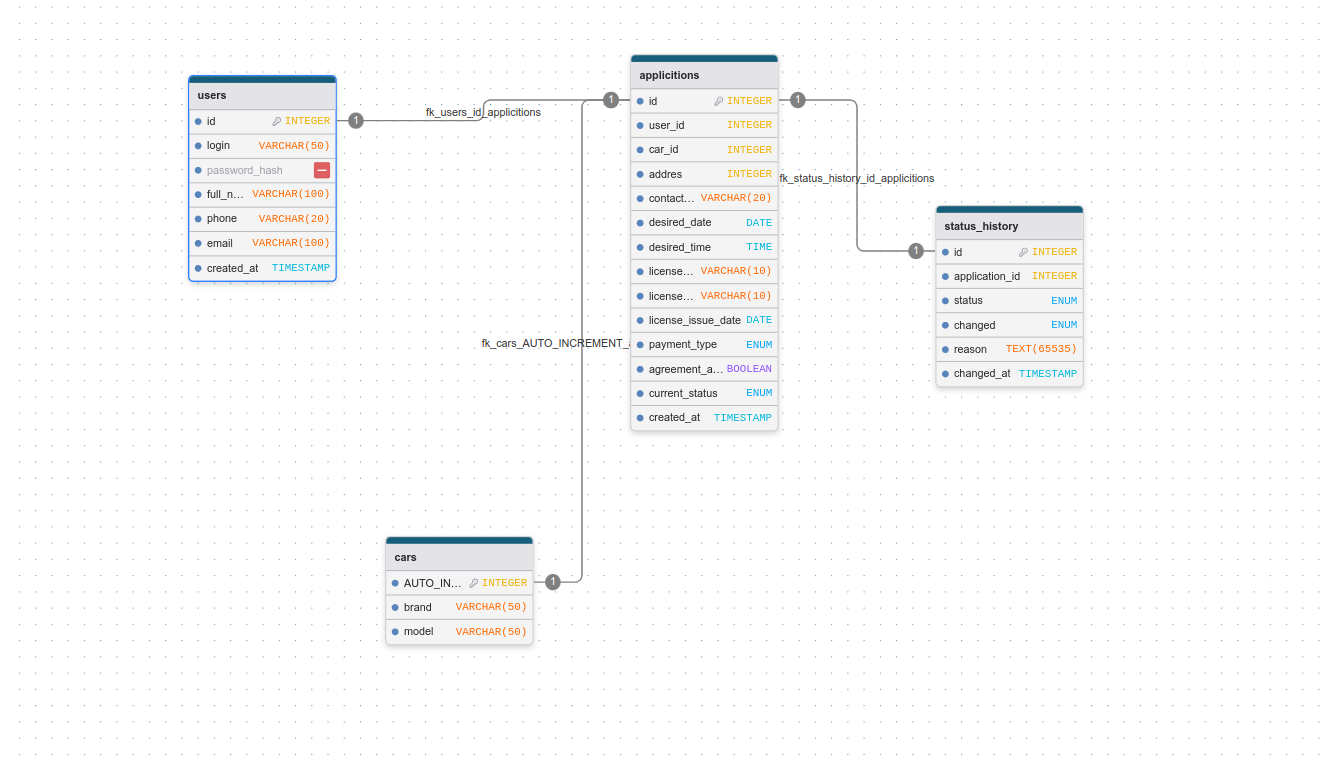 users
id INTEGER
login VARCHAR(50)
password_hash
full_n... VARCHAR(100)
phone VARCHAR(20)
email VARCHAR(100)
created_at TIMESTAMP
1
fk_users_id_applicitions
1
applicitions
id INTEGER
user_id INTEGER
car_id INTEGER
addres INTEGER
contact... VARCHAR(20)
desired_date DATE
desired_time TIME
license... VARCHAR(10)
license... VARCHAR(10)
license_issue_date DATE
payment_type ENUM
agreement_a... BOOLEAN
current_status ENUM
created_at TIMESTAMP
1
fk_status_history_id_applicitions
1
status_history
id INTEGER
application_id INTEGER
status ENUM
changed ENUM
reason TEXT(65535)
changed_at TIMESTAMP
fk_cars_AUTO_INCREMENT_
cars
AUTO_IN... INTEGER
brand VARCHAR(50)
model VARCHAR(50)
1